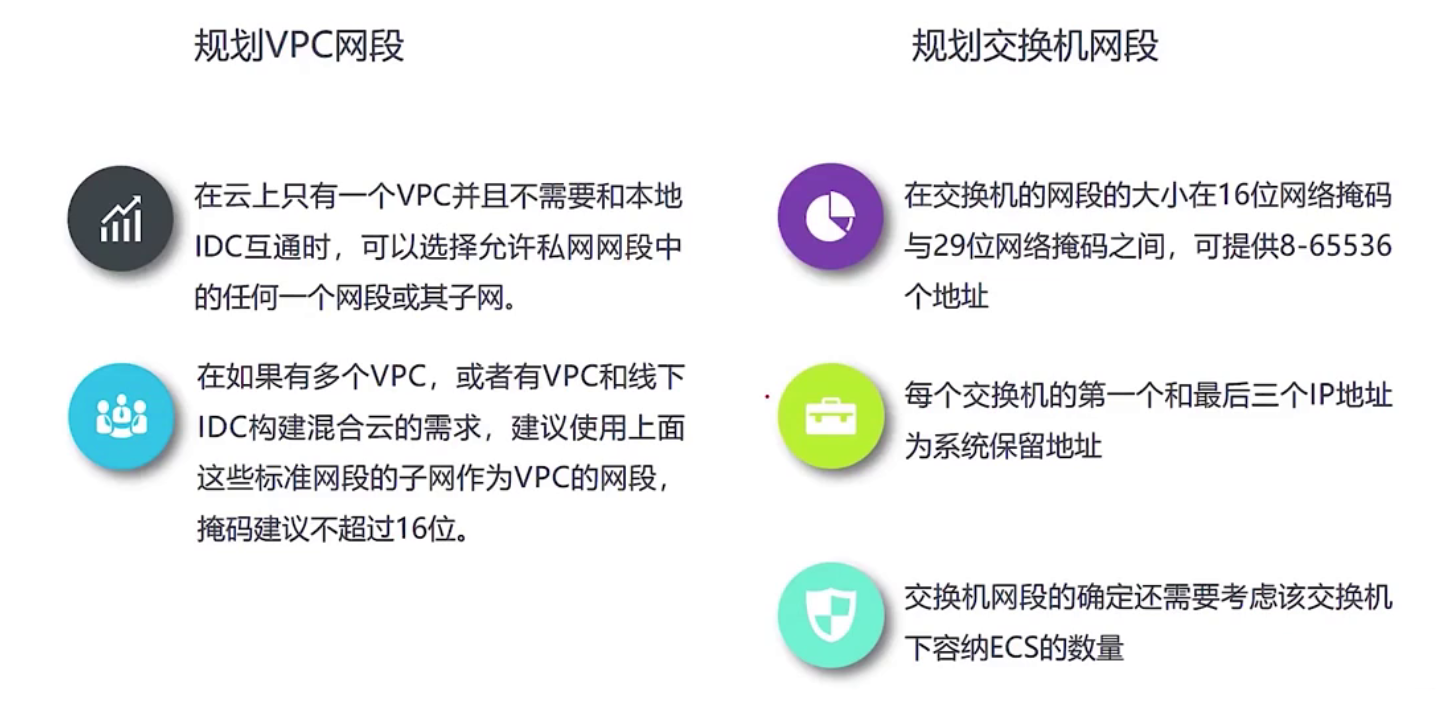 规划VPC网段
在云上只有一个VPC并且不需要和本地
IDC互通时，可以选择允许私网网段中
的任何一个网段或其子网。
在如果有多个VPC，或者有VPC和线下
IDC构建混合云的需求，建议使用上面
这些标准网段的子网作为VPC的网段，
掩码建议不超过16位。
规划交换机网段
在交换机的网段的大小在16位网络掩码
与29位网络掩码之间，可提供8-65536
个地址
每个交换机的第一个和最后三个IP地址
为系统保留地址
交换机网段的确定还需要考虑该交换机
下容纳ECS的数量